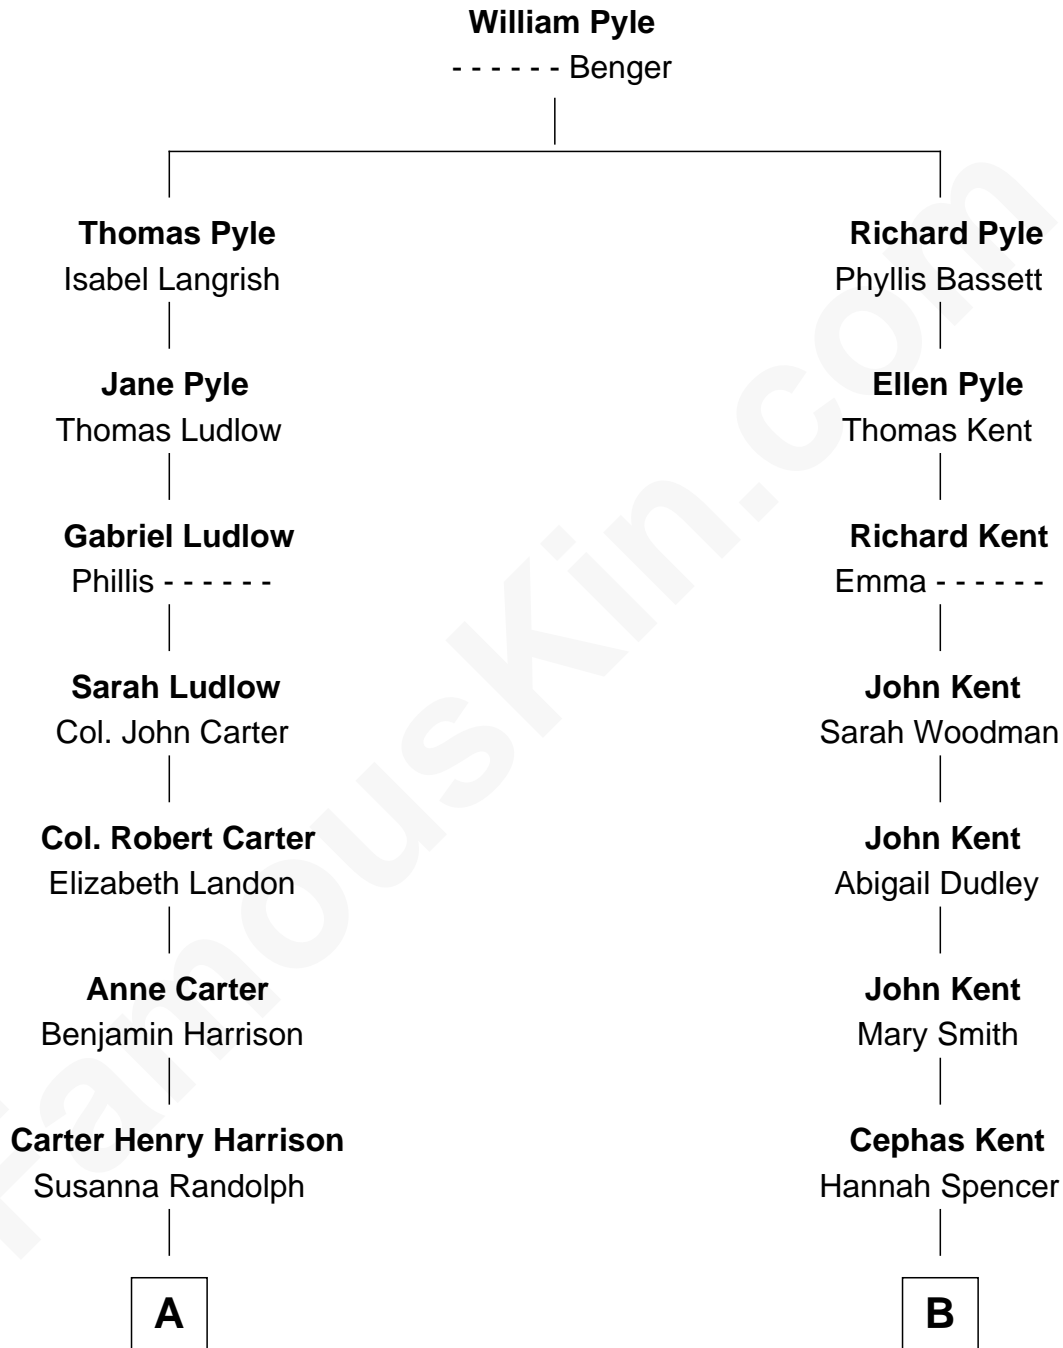 William Pyle
- - - - - - Benger
Thomas Pyle
Isabel Langrish
Richard Pyle
Phyllis Bassett
Jane Pyle
Thomas Ludlow
Ellen Pyle
Thomas Kent
Gabriel Ludlow
Phillis - - - - - -
Richard Kent
Emma - - - - - -
Sarah Ludlow
Col. John Carter
John Kent
Sarah Woodman
Col. Robert Carter
Elizabeth Landon
John Kent
Abigail Dudley
Anne Carter
Benjamin Harrison
John Kent
Mary Smith
Carter Henry Harrison
Susanna Randolph
Cephas Kent
Hannah Spencer
A
B
FamousKin.com